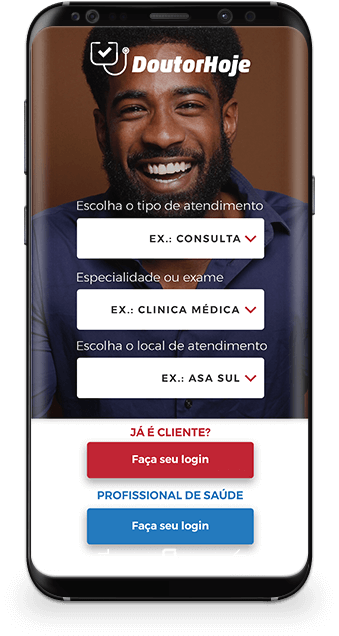 DoutorHoje
Escolha o tipo de atendimento
EX.: CONSULTA
Especialidade ou exame
EX.: CLINICA MÉDICA
Escolha o local de atendimento
EX.: ASA SUL
JÁ É CLIENTE?
Faça seu login
PROFISSIONAL DE SAÚDE
Faça seu login